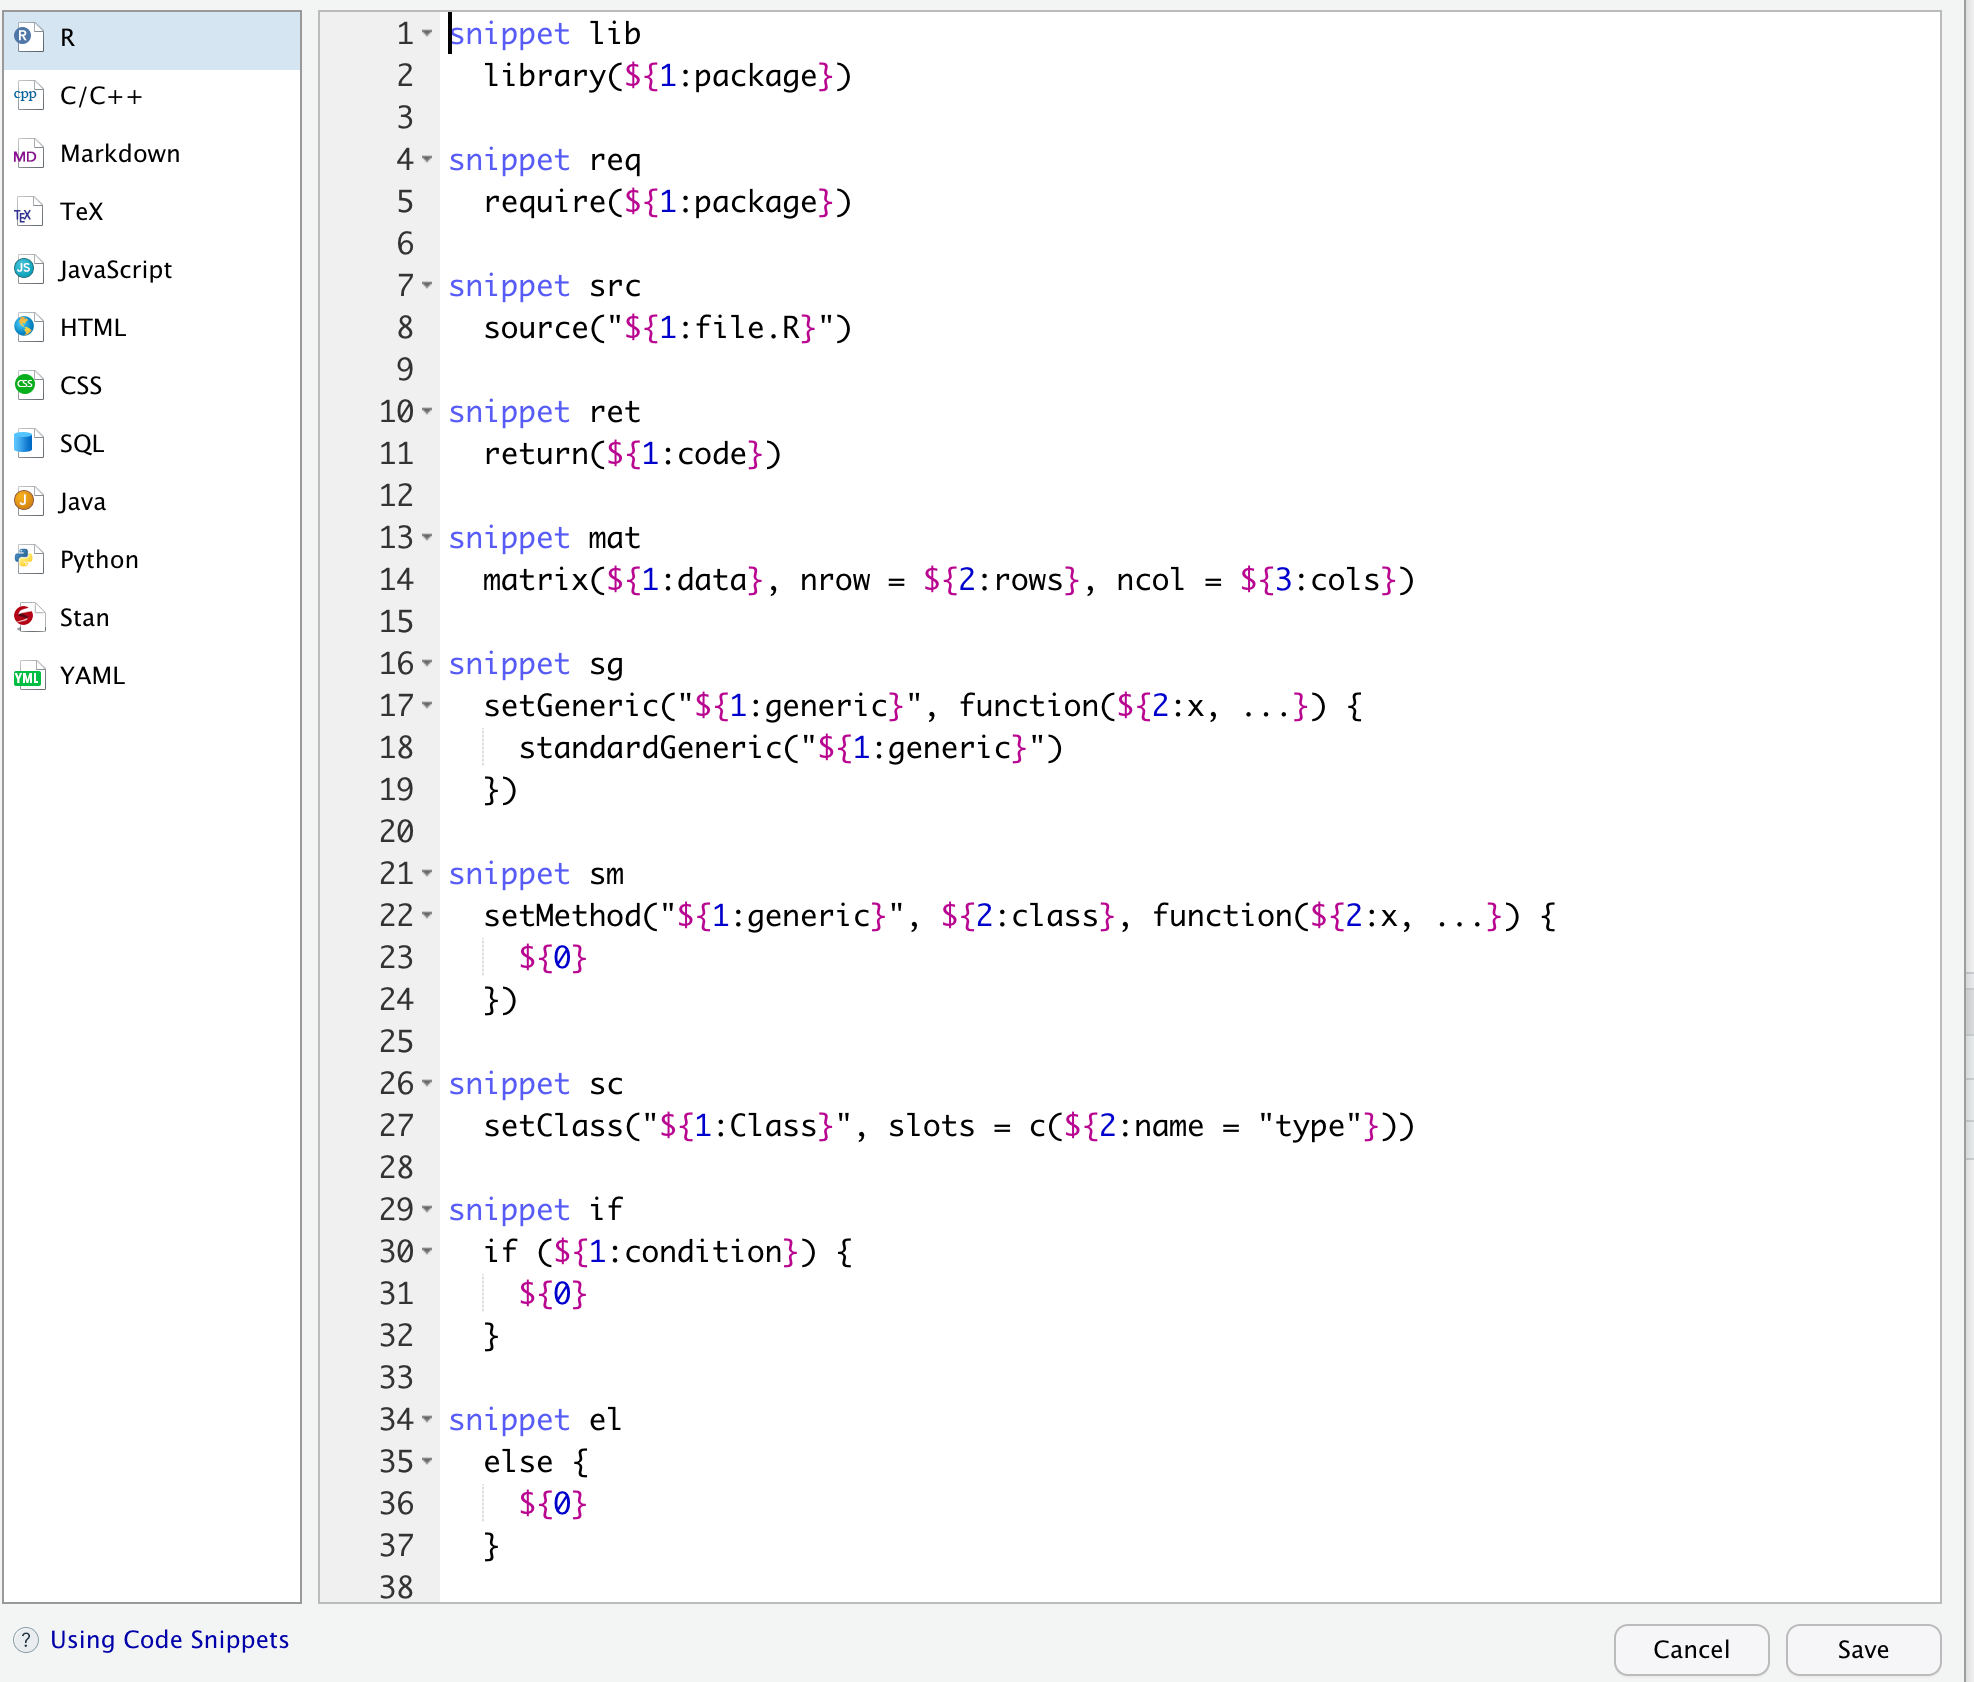 R
C/C++
Markdown
TeX
JavaScript
HTML
CSS
SQL
Java
Python
Stan
YAML
1 snippet lib
2   library(${1:package})
3
4 snippet req
5   require(${1:package})
6
7 snippet src
8   source("${1:file.R}")
9
10 snippet ret
11   return(${1:code})
12
13 snippet mat
14   matrix(${1:data}, nrow = ${2:rows}, ncol = ${3:cols})
15
16 snippet sg
17   setGeneric("${1:generic}", function(${2:x, ...}) {
18     standardGeneric("${1:generic}")
19   })
20
21 snippet sm
22   setMethod("${1:generic}", ${2:class}, function(${2:x, ...}) {
23     ${0}
24   })
25
26 snippet sc
27   setClass("${1:Class}", slots = c(${2:name = "type"}))
28
29 snippet if
30   if (${1:condition}) {
31     ${0}
32   }
33
34 snippet el
35   else {
36     ${0}
37   }
38
? Using Code Snippets
Cancel
Save